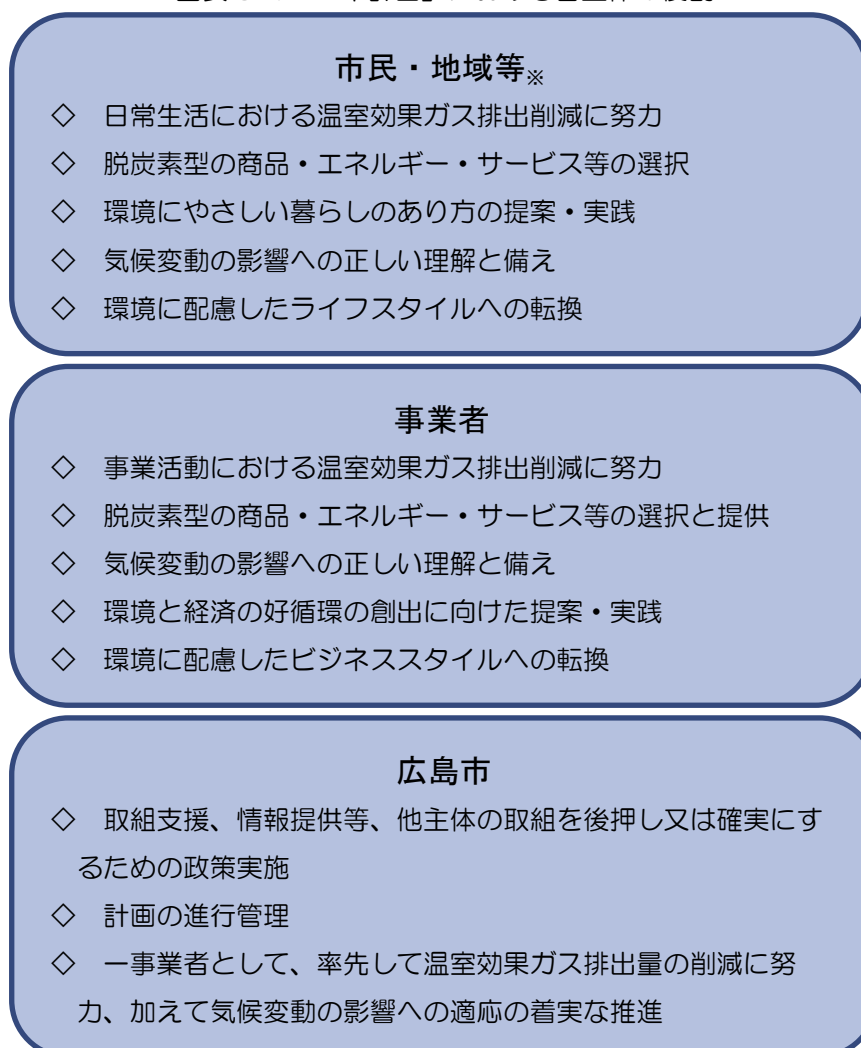 市民・地域等※
◇ 日常生活における温室効果ガス排出削減に努力
◇ 脱炭素型の商品・エネルギー・サービス等の選択
◇ 環境にやさしい暮らしのあり方の提案・実践
◇ 気候変動の影響への正しい理解と備え
◇ 環境に配慮したライフスタイルへの転換
事業者
◇ 事業活動における温室効果ガス排出削減に努力
◇ 脱炭素型の商品・エネルギー・サービス等の選択と提供
◇ 気候変動の影響への正しい理解と備え
◇ 環境と経済の好循環の創出に向けた提案・実践
◇ 環境に配慮したビジネススタイルへの転換
広島市
◇ 取組支援、情報提供等、他主体の取組を後押し又は確実にす
るための政策実施
◇ 計画の進行管理
◇ 一事業者として、率先して温室効果ガス排出量の削減に努
力、加えて気候変動の影響への適応の着実な推進